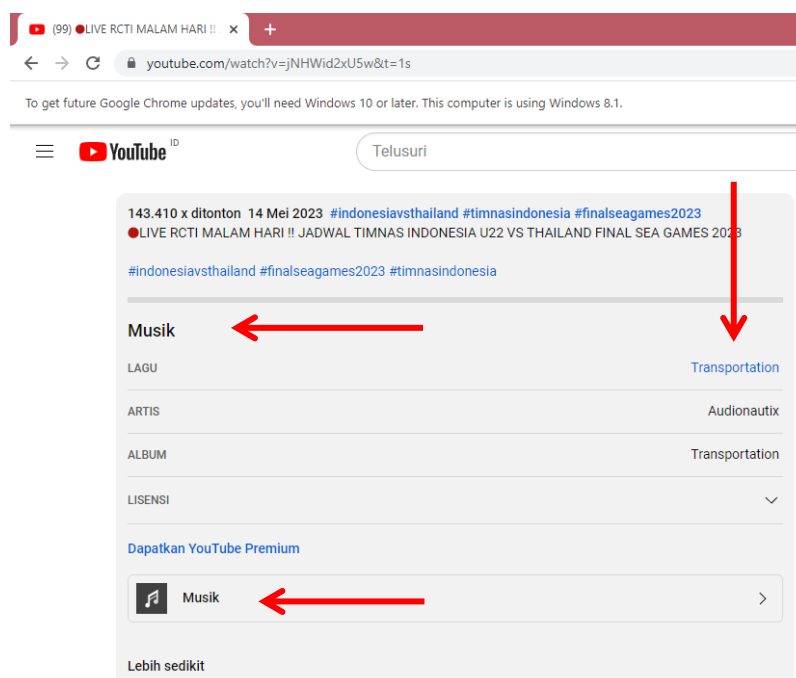 (99) ●LIVE RCTI MALAM HARI !!
youtube.com/watch?v=jNHWid2xU5w&t=1s
To get future Google Chrome updates, you'll need Windows 10 or later. This computer is using Windows 8.1.
YouTube ID
Telusuri
143.410 x ditonton 14 Mei 2023 #indonesiavsthailand #timnasindonesia #finalseagames2023
●LIVE RCTI MALAM HARI !! JADWAL TIMNAS INDONESIA U22 VS THAILAND FINAL SEA GAMES 2023
#indonesiavsthailand #finalseagames2023 #timnasindonesia
Musik
LAGU Transportation
ARTIS Audionautix
ALBUM Transportation
LISENSI
Dapatkan YouTube Premium
Musik
Lebih sedikit